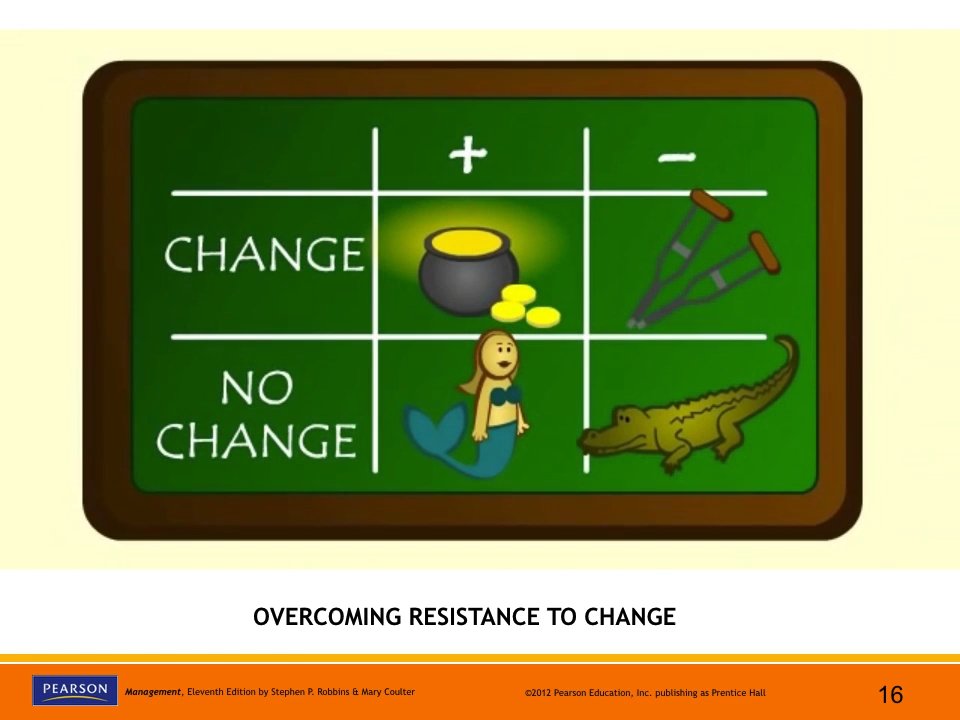 + -
CHANGE
NO
CHANGE
OVERCOMING RESISTANCE TO CHANGE
PEARSON
Management, Eleventh Edition by Stephen P. Robbins & Mary Coulter
©2012 Pearson Education, Inc. publishing as Prentice Hall
16